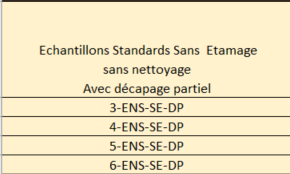 Echantillons Standards Sans Etamage
sans nettoyage
Avec décapage partiel
3-ENS-SE-DP
4-ENS-SE-DP
5-ENS-SE-DP
6-ENS-SE-DP